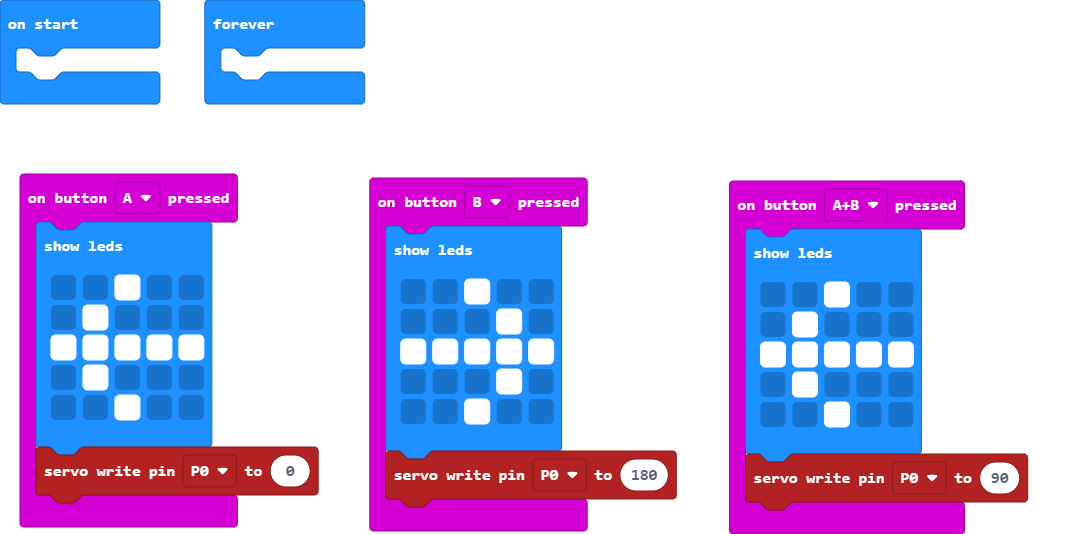 on start
forever
on button A pressed
show leds
servo write pin P0 to 0
on button B pressed
show leds
servo write pin P0 to 180
on button A+B pressed
show leds
servo write pin P0 to 90